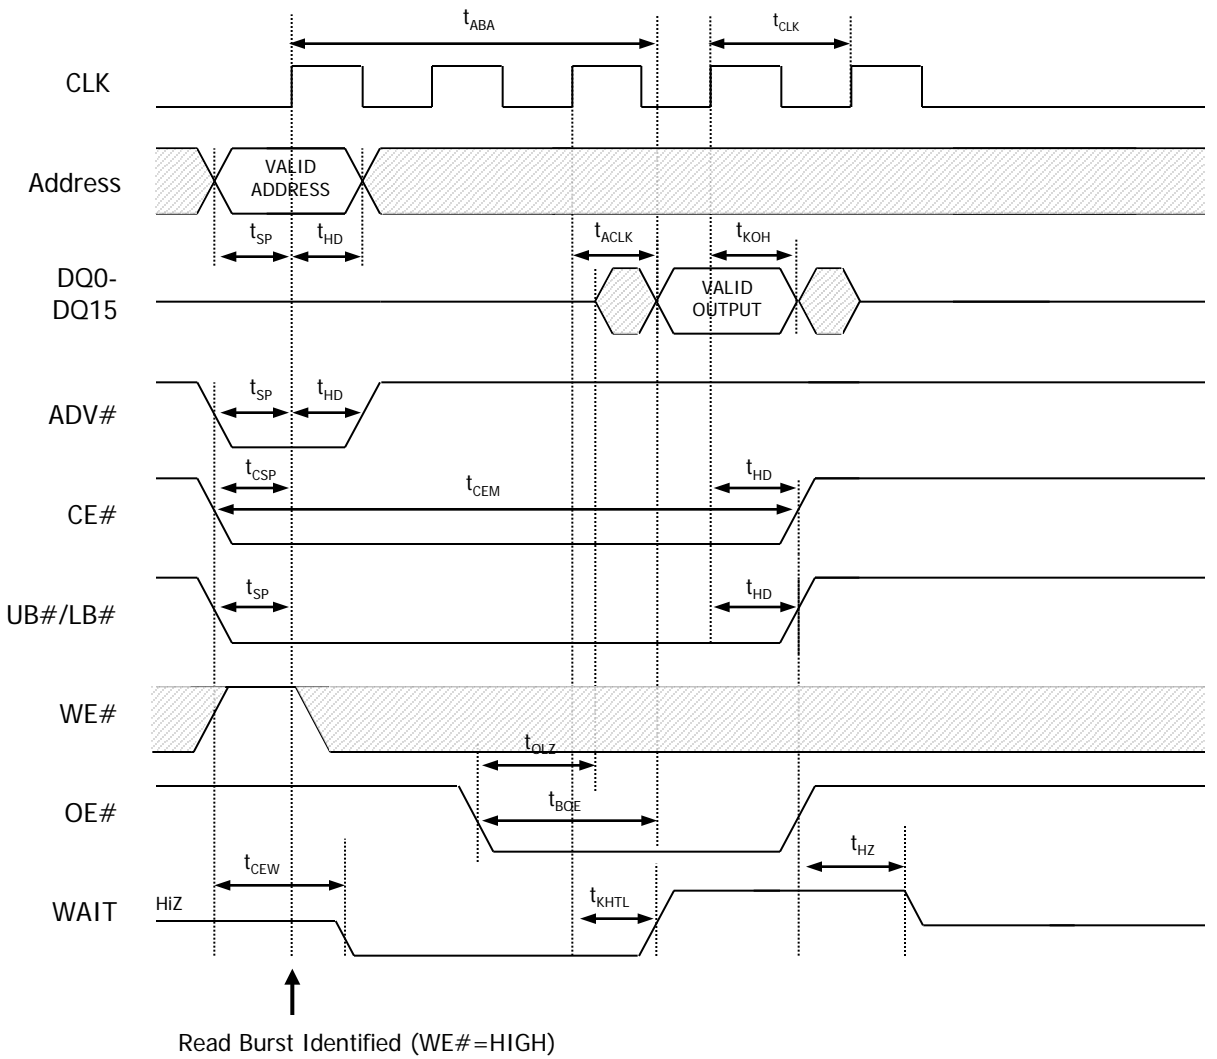 tABA
tCLK
CLK
Address
VALID
ADDRESS
tSP
tHD
tACLK
tKOH
DQ0-
DQ15
VALID
OUTPUT
ADV#
tSP
tHD
CE#
tCSP
tCEM
tHD
UB#/LB#
tSP
tHD
WE#
tOLZ
OE#
tBOE
tHZ
tCEW
WAIT
HiZ
tKHTL
Read Burst Identified (WE#=HIGH)